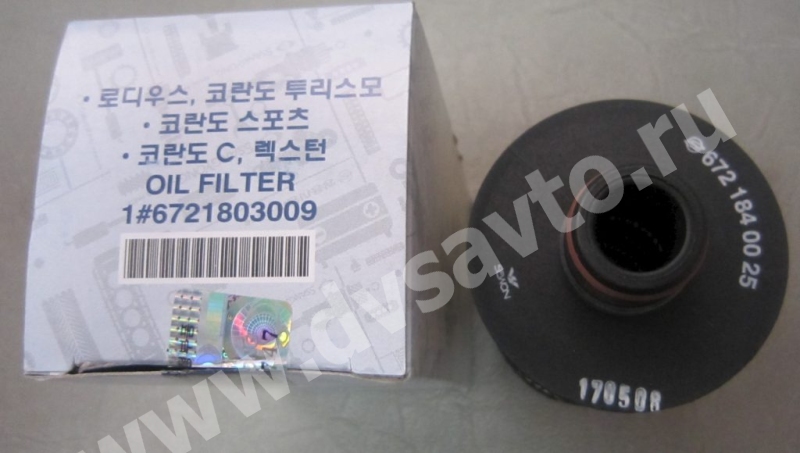 • 로디우스, 코란도 투리스모
• 코란도 스포츠
• 코란도 C, 렉스턴
OIL FILTER
1#6721803009
672 184 00 25
170508
www.dvsavto.ru